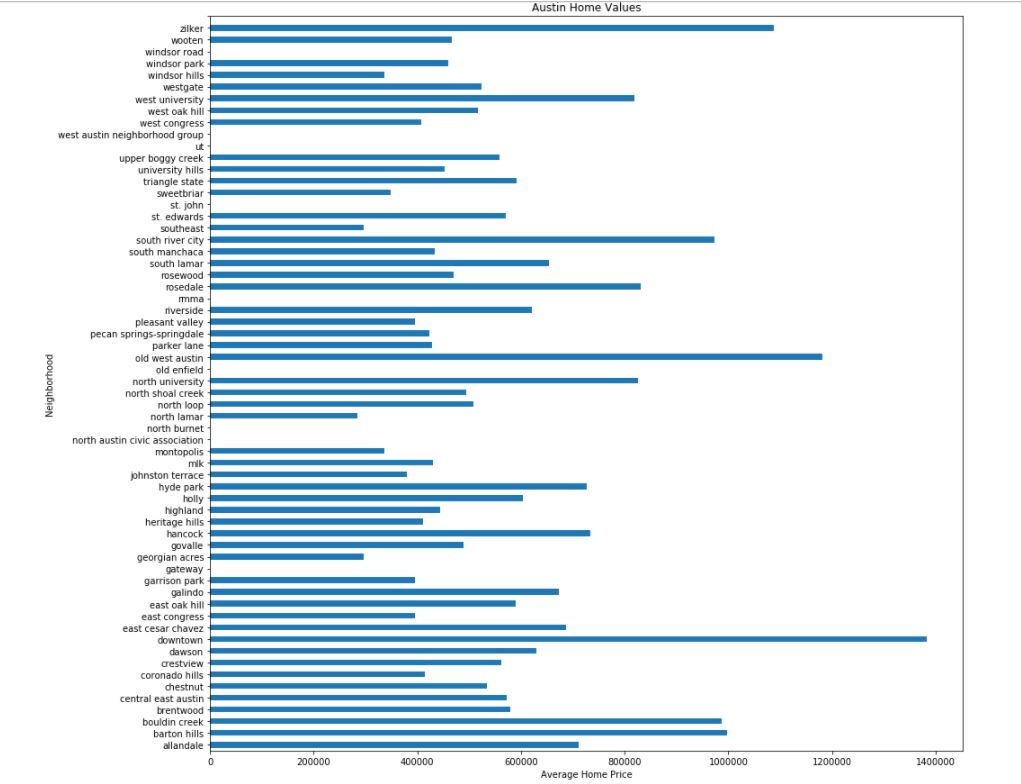 Austin Home Values
zilker
wooten
windsor road
windsor park
windsor hills
westgate
west university
west oak hill
west congress
west austin neighborhood group
ut
upper boggy creek
university hills
triangle state
sweetbriar
st. john
st. edwards
southeast
south river city
south manchaca
south lamar
rosewood
rosedale
rmma
riverside
pleasant valley
pecan springs-springdale
parker lane
old west austin
old enfield
north university
north shoal creek
north loop
north lamar
north burnet
north austin civic association
montopolis
mlk
johnston terrace
hyde park
holly
highland
heritage hills
hancock
govalle
georgian acres
gateway
garrison park
galindo
east oak hill
east congress
east cesar chavez
downtown
dawson
crestview
coronado hills
chestnut
central east austin
brentwood
bouldin creek
barton hills
allandale
Neighborhood
0 200000 400000 600000 800000 1000000 1200000 1400000
Average Home Price